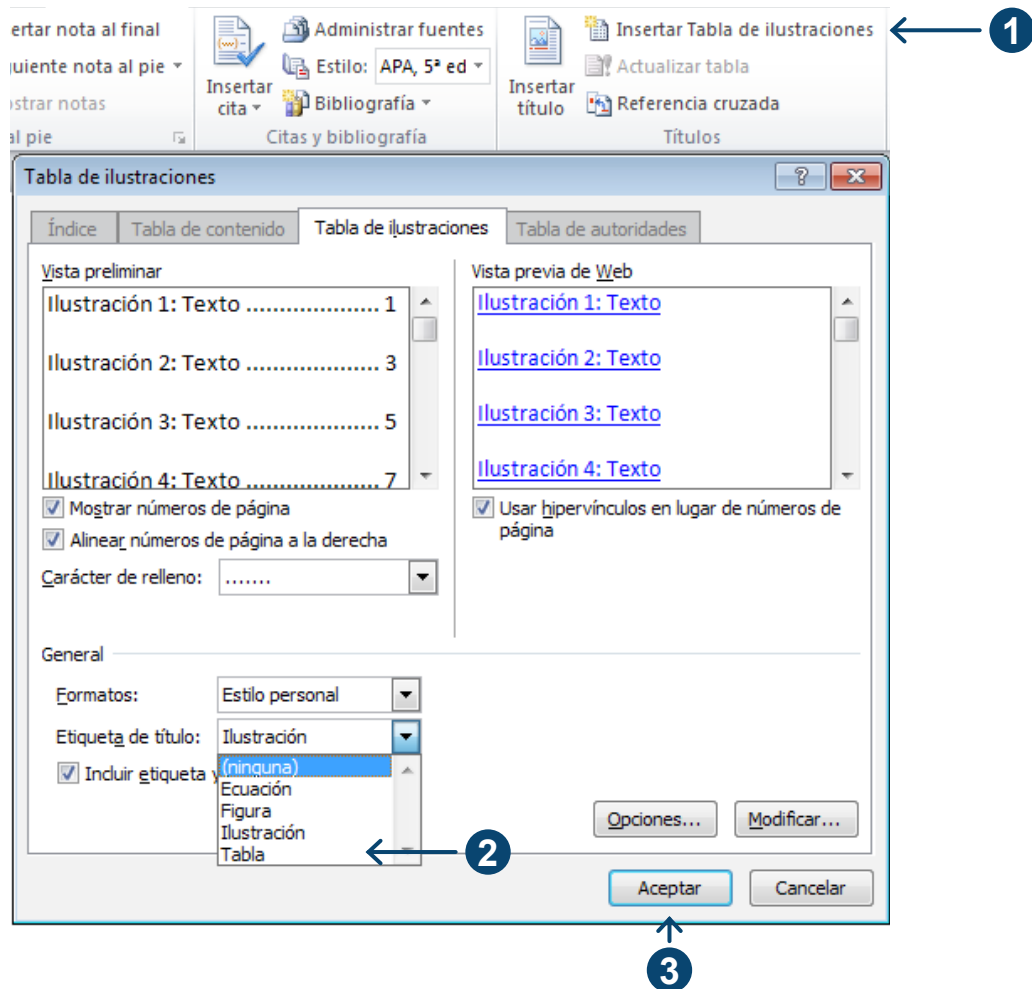 ertar nota al final
Administrar fuentes
Insertar Tabla de ilustraciones
1
uiente nota al pie
Estilo: APA, 5ª ed
Actualizar tabla
Insertar
cita
Insertar
título
ostrar notas
Bibliografía
Referencia cruzada
al pie
Citas y bibliografía
Títulos
Tabla de ilustraciones
?
Índice
Tabla de contenido
Tabla de ilustraciones
Tabla de autoridades
Vista preliminar
Ilustración 1: Texto .................... 1
Ilustración 2: Texto .................... 3
Ilustración 3: Texto .................... 5
Ilustración 4: Texto .................... 7
Vista previa de Web
Ilustración 1: Texto
Ilustración 2: Texto
Ilustración 3: Texto
Ilustración 4: Texto
Mostrar números de página
Alinear números de página a la derecha
Carácter de relleno: .......
Usar hipervínculos en lugar de números de
página
General
Formatos: Estilo personal
Etiqueta de título: Ilustración
Incluir etiqueta y
(ninguna)
Ecuación
Figura
Ilustración
Tabla
2
Opciones...
Modificar...
Aceptar
Cancelar
3